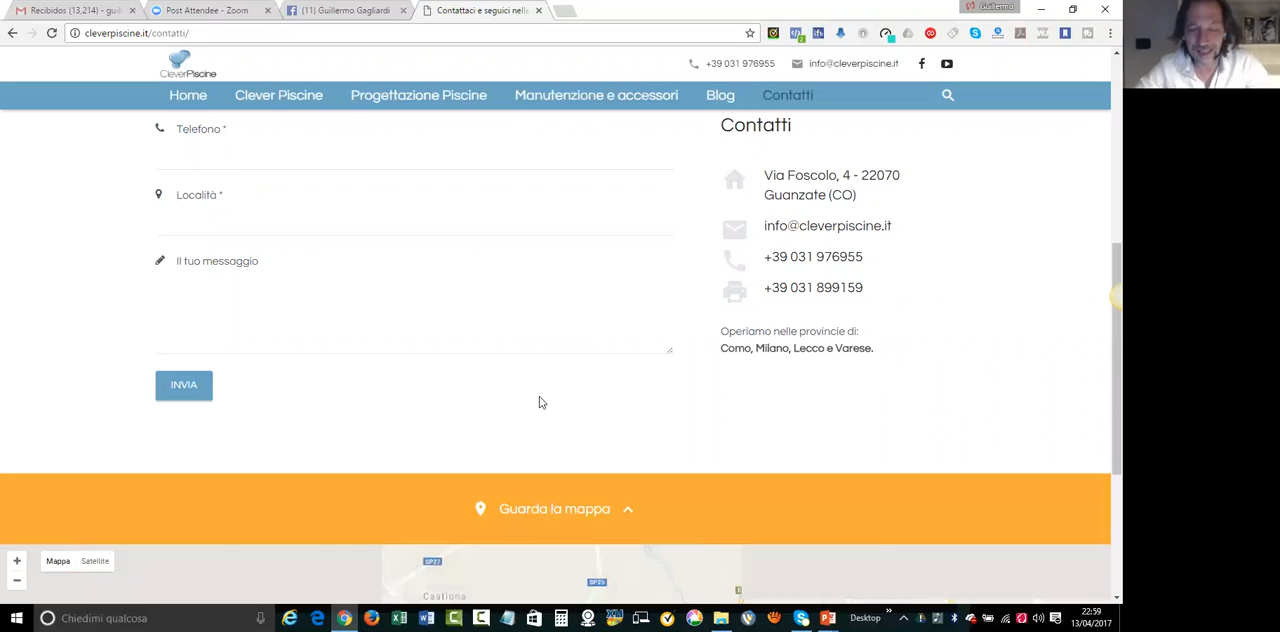 Recibidos (13,214) - gui
Post Attendee - Zoom
(11) Guillermo Gagliardi
Contattaci e seguici nelle
Guillermo
cleverpiscine.it/contatti/
CleverPiscine
+39 031 976955
info@cleverpiscine.it
Home
Clever Piscine
Progettazione Piscine
Manutenzione e accessori
Blog
Contatti
Telefono *
Località *
Il tuo messaggio
INVIA
Contatti
Via Foscolo, 4 - 22070
Guanzate (CO)
info@cleverpiscine.it
+39 031 976955
+39 031 899159
Operiamo nelle provincie di:
Como, Milano, Lecco e Varese.
Guarda la mappa
Mappa
Satellite
SP27
SP25
Castiona
Chiedimi qualcosa
Desktop
22:59
13/04/2017